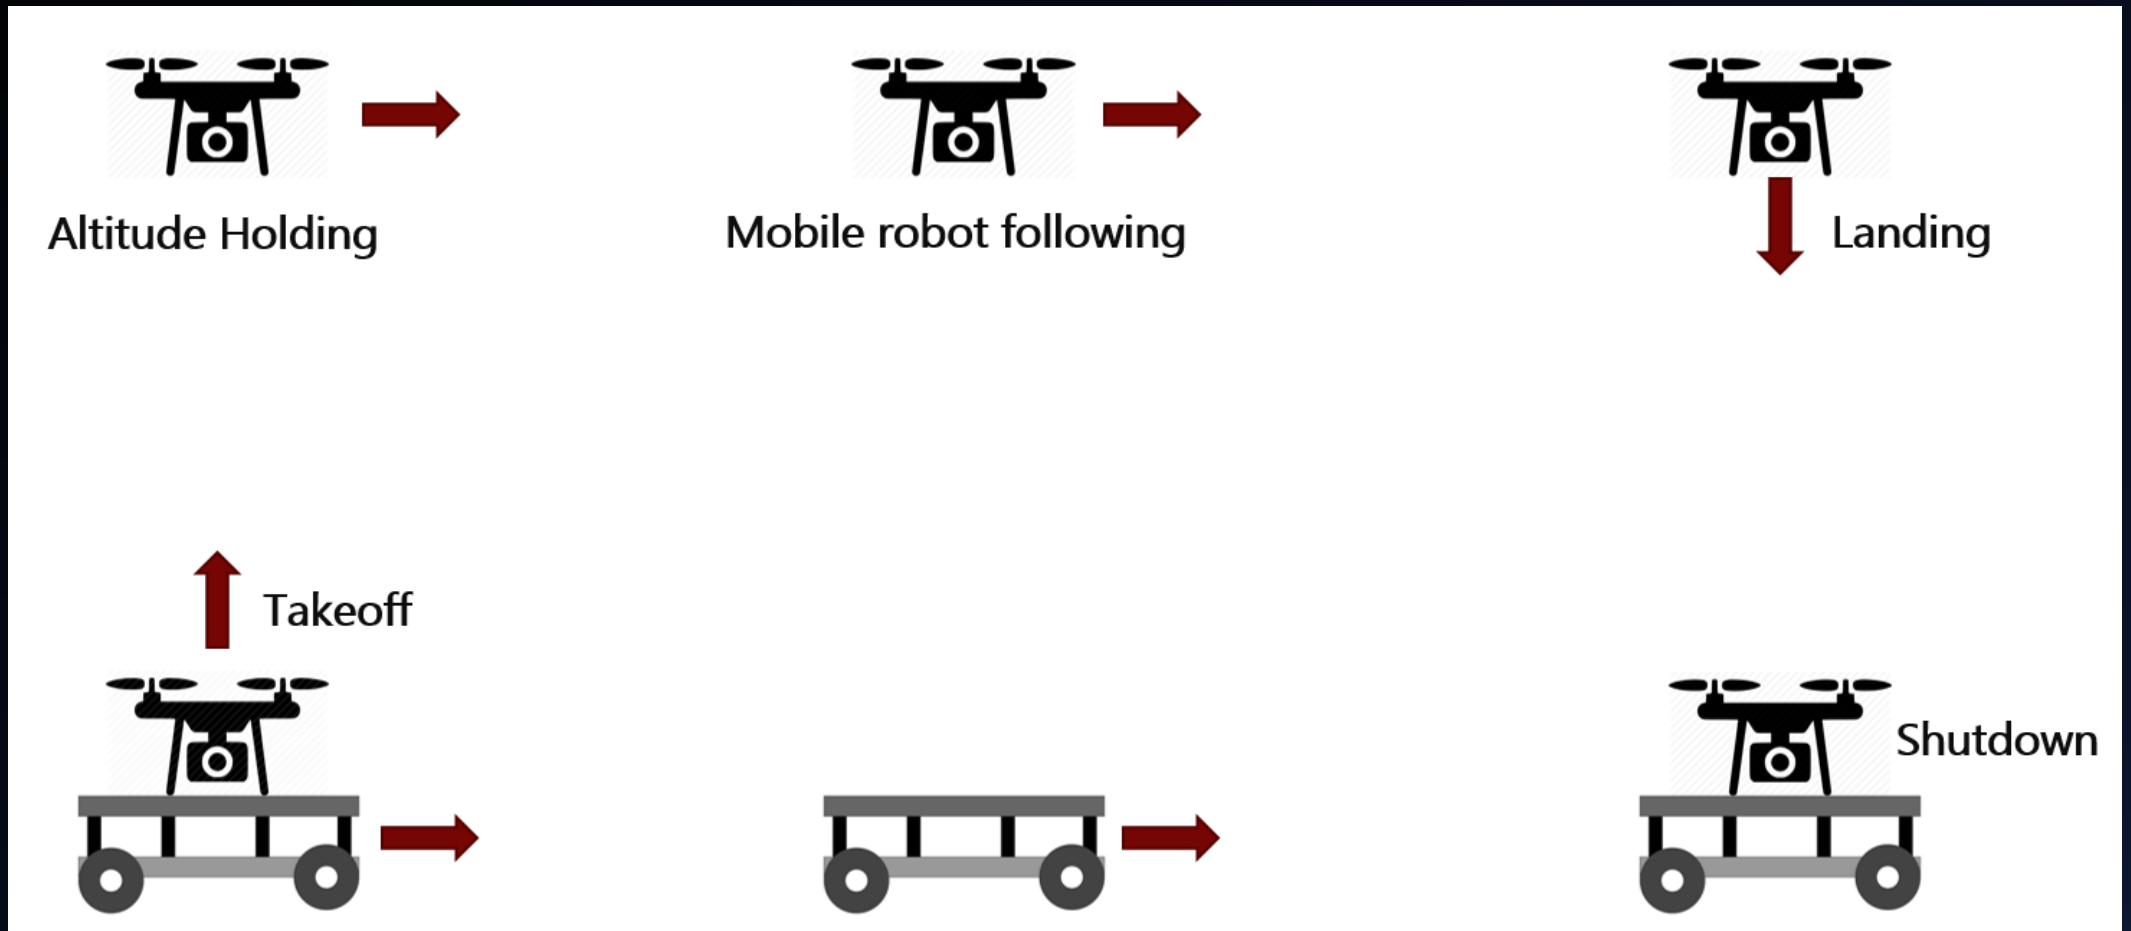 Altitude Holding
Mobile robot following
Landing
Takeoff
Shutdown